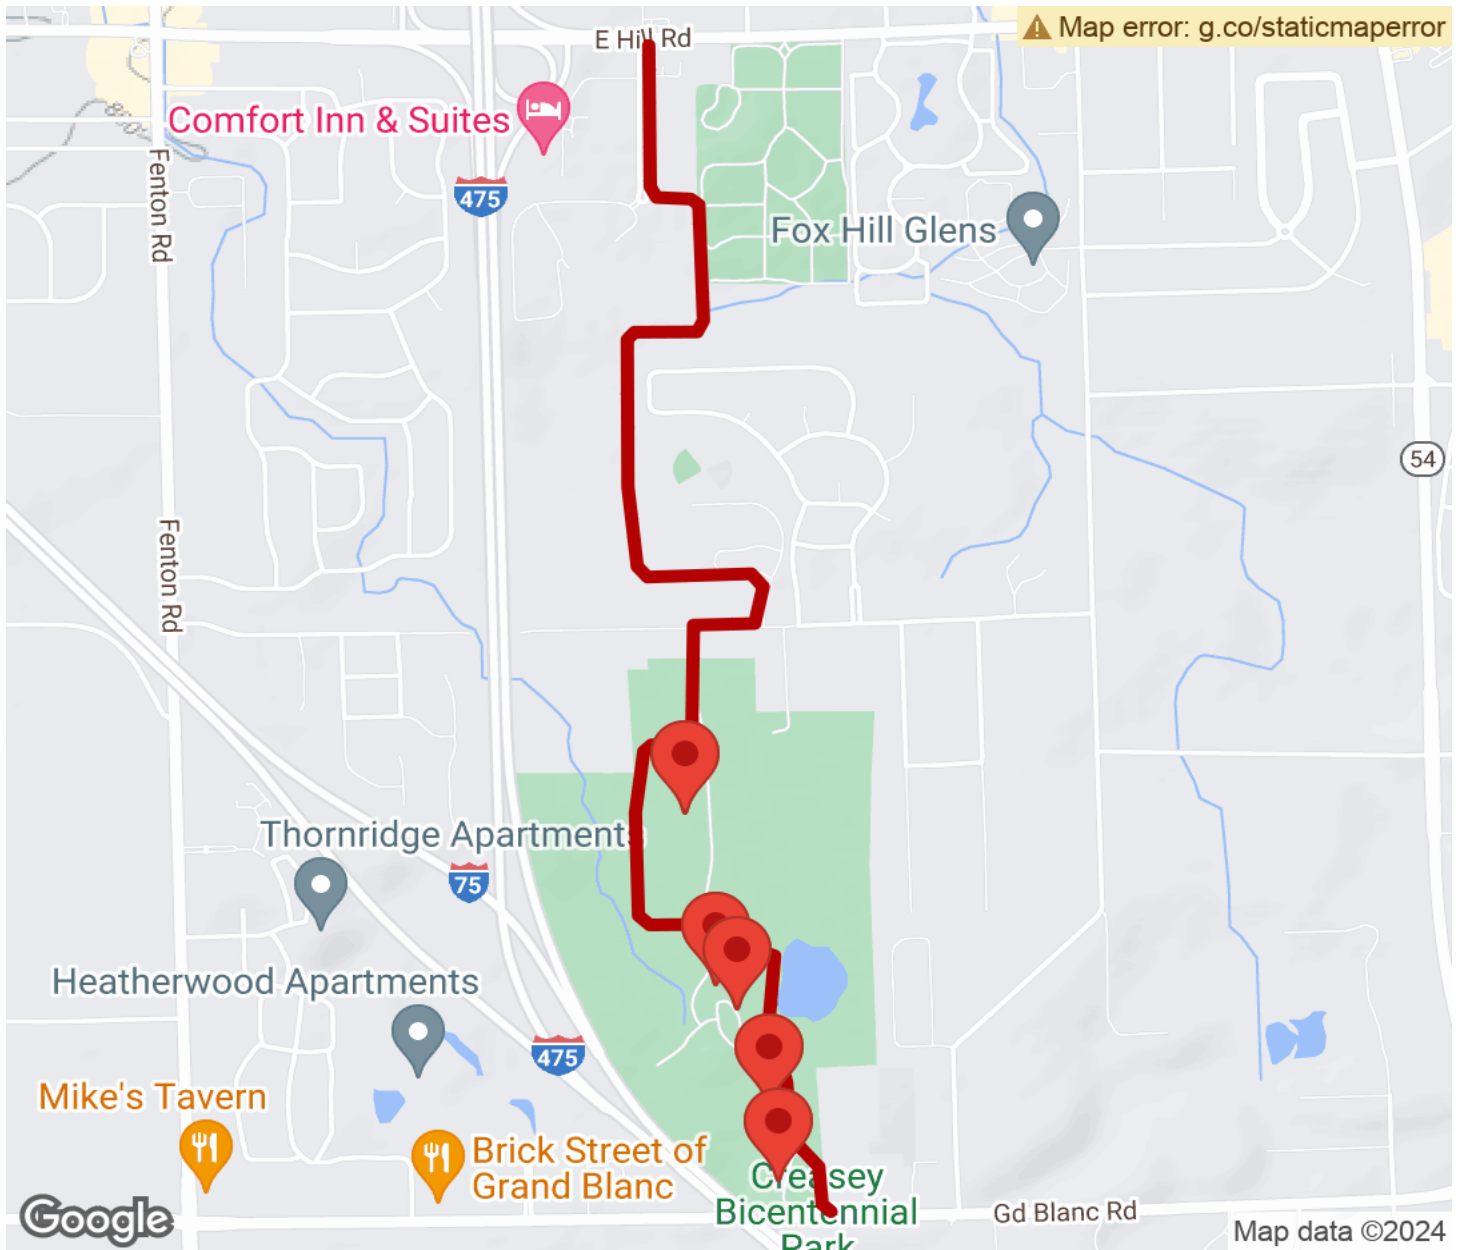 E Hill Rd
Map error: g.co/staticmaperror
Comfort Inn & Suites
475
Fenton Rd
Fox Hill Glens
54
Fenton Rd
Thornridge Apartments
75
Heatherwood Apartments
475
Mike's Tavern
Brick Street of
Grand Blanc
Creasey
Bicentennial
Park
Gd Blanc Rd
Google
Map data ©2024